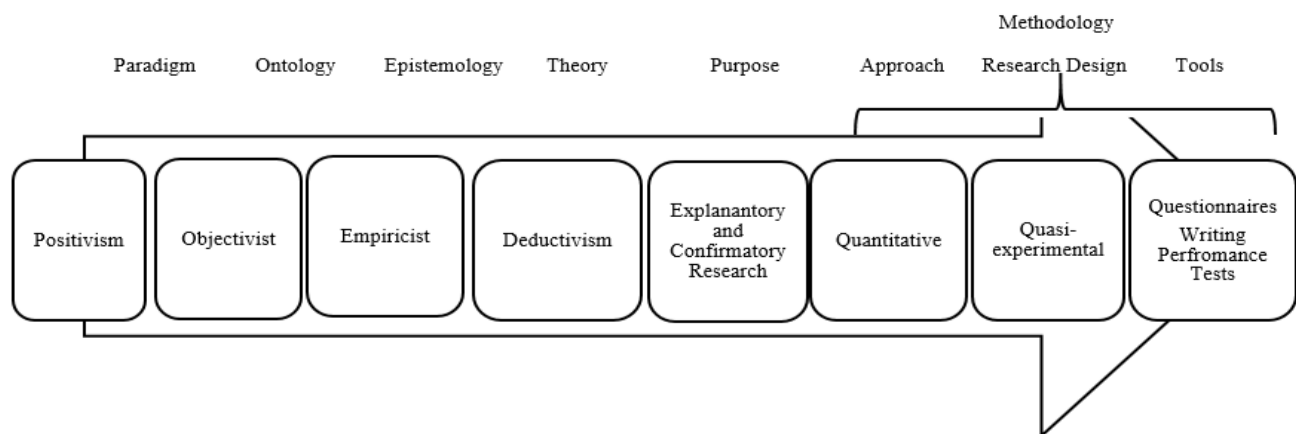 Methodology
Paradigm Ontology Epistemology Theory Purpose Approach Research Design Tools
Positivism
Objectivist
Empiricist
Deductivism
Explanantory
and
Confirmatory
Research
Quantitative
Quasi-
experimental
Questionnaires
Writing
Perfromance
Tests